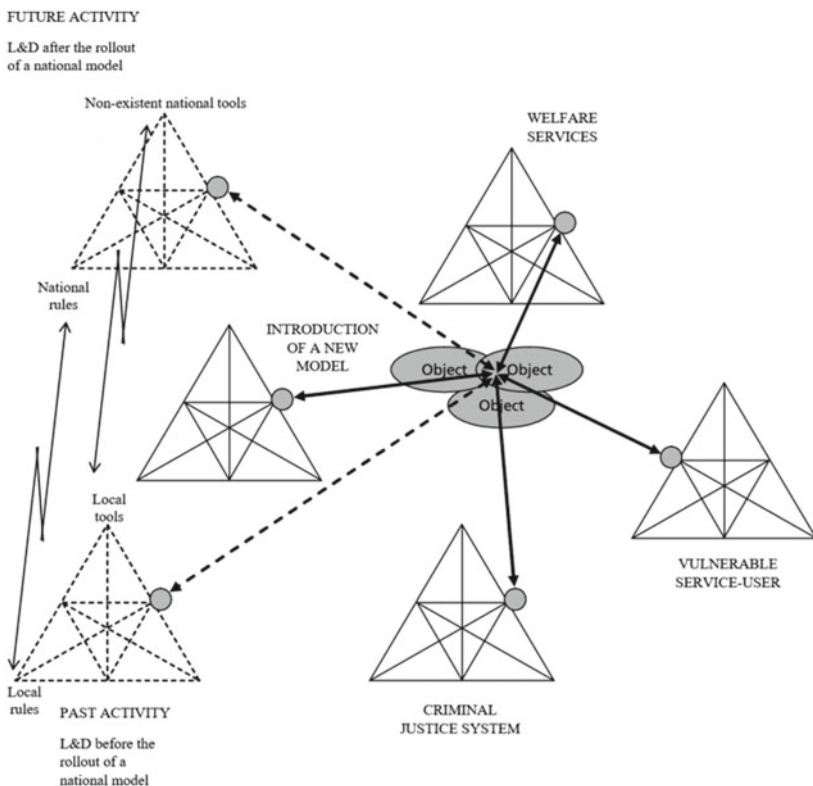 FUTURE ACTIVITY
L&D after the rollout
of a national model
Non-existent national tools
WELFARE
SERVICES
National
rules
INTRODUCTION
OF A NEW
MODEL
Object
Object
Object
Local
tools
VULNERABLE
SERVICE-USER
Local
rules
PAST ACTIVITY
L&D before the
rollout of a
national model
CRIMINAL
JUSTICE SYSTEM